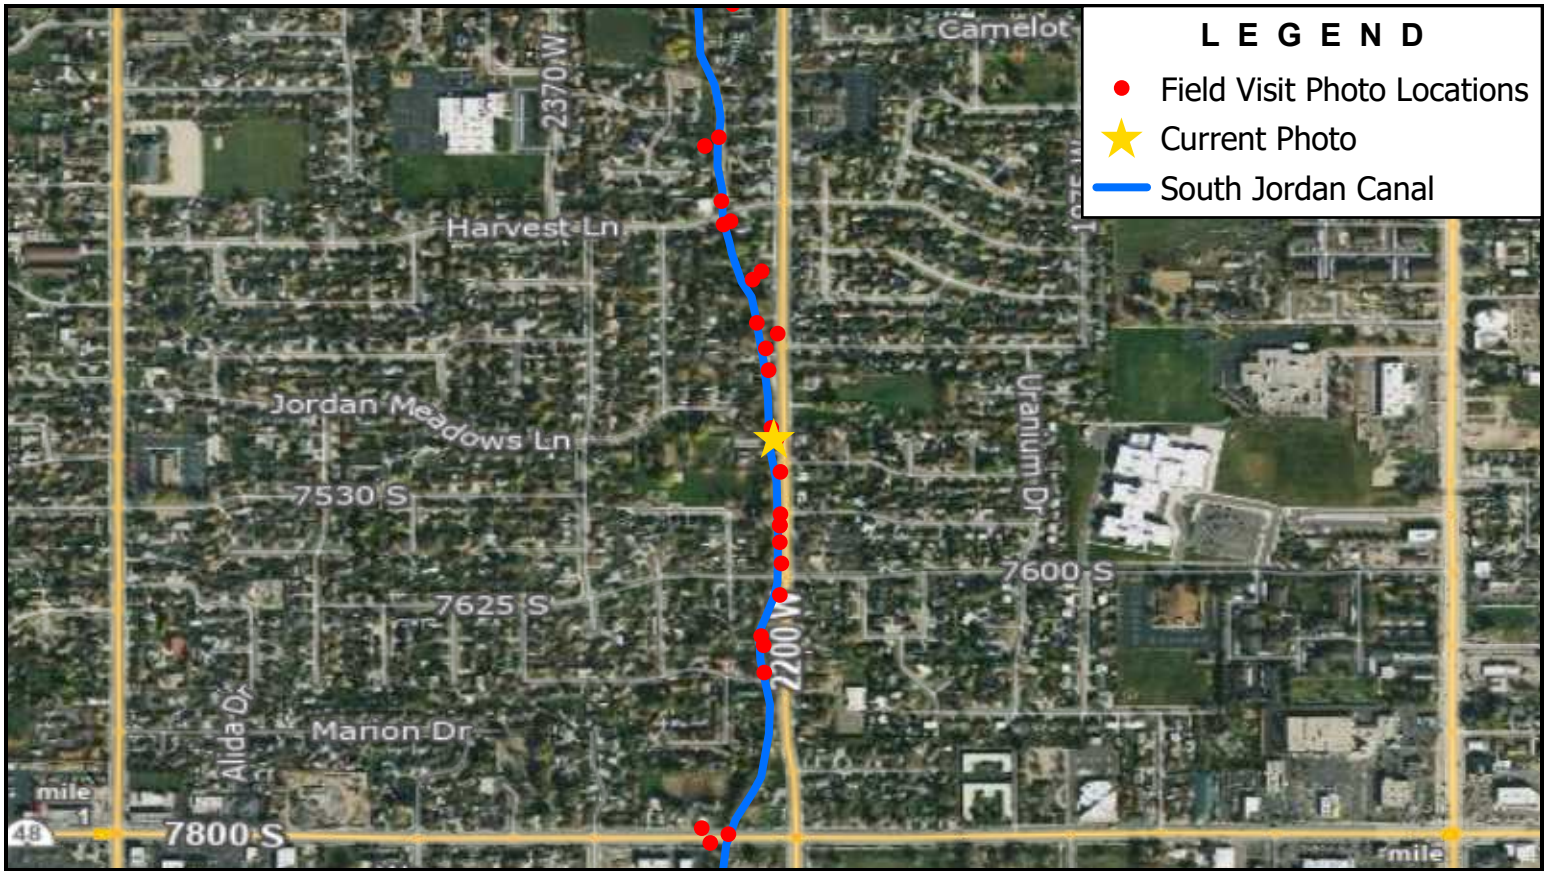 Camelot
LEGEND
Field Visit Photo Locations
Current Photo
South Jordan Canal
2370 W
Harvest Ln
Jordan Meadows Ln
Uranium Dr
7530 S
7600 S
7625 S
2200 W
Alida Dr
Marion Dr
mile
1
48
7800 S
mile